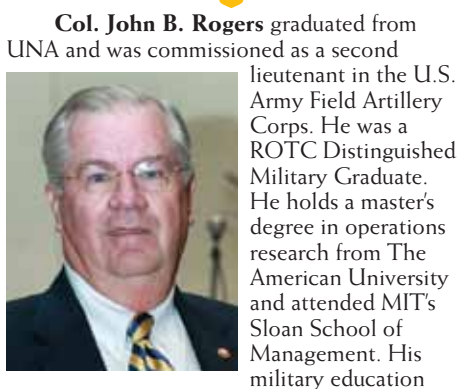 Col. John B. Rogers graduated from
UNA and was commissioned as a second
lieutenant in the U.S.
Army Field Artillery
Corps. He was a
ROTC Distinguished
Military Graduate.
He holds a master's
degree in operations
research from The
American University
and attended MIT's
Sloan School of
Management. His
military education